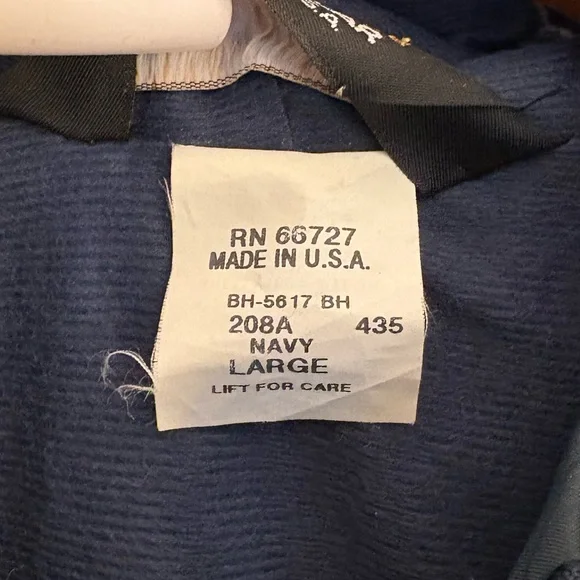 RN 66727
MADE IN U.S.A.
BH-5617 BH
208A 435
NAVY
LARGE
LIFT FOR CARE